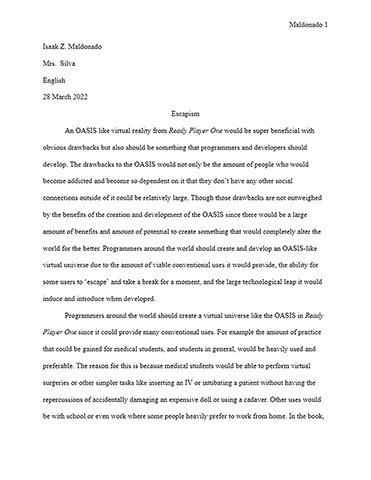 Maldonado 1
Isaak Z. Maldonado
Mrs. Silva
English
28 March 2022
Escapism
An OASIS like virtual reality from Ready Player One would be super beneficial with
obvious drawbacks but also should be something that programmers and developers should
develop. The drawbacks to the OASIS would not only be the amount of people who would
become addicted and become so dependent on it that they don't have any other social
connections outside of it could be relatively large. Though those drawbacks are not outweighed
by the benefits of the creation and development of the OASIS since there would be a large
amount of benefits and amount of potential to create something that would completely alter the
world for the better. Programmers around the world should create and develop an OASIS-like
virtual universe due to the amount of viable conventional uses it would provide, the ability for
some users to ‘escape’ and take a break for a moment, and the large technological leap it would
induce and introduce when developed.
Programmers around the world should create a virtual universe like the OASIS in Ready
Player One since it could provide many conventional uses. For example the amount of practice
that could be gained for medical students, and students in general, would be heavily used and
preferable. The reason for this is because medical students would be able to perform virtual
surgeries or other simpler tasks like inserting an IV or intubating a patient without having the
repercussions of accidentally damaging an expensive doll or using a cadaver. Other uses would
be with school or even work where some people heavily prefer to work from home. In the book,